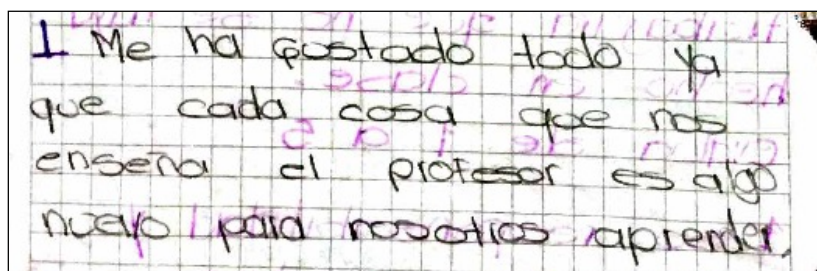 1 Me ha gustado todo ya
que cada cosa que nos
enseña el profesor es algo
nuevo para nosotros aprender.